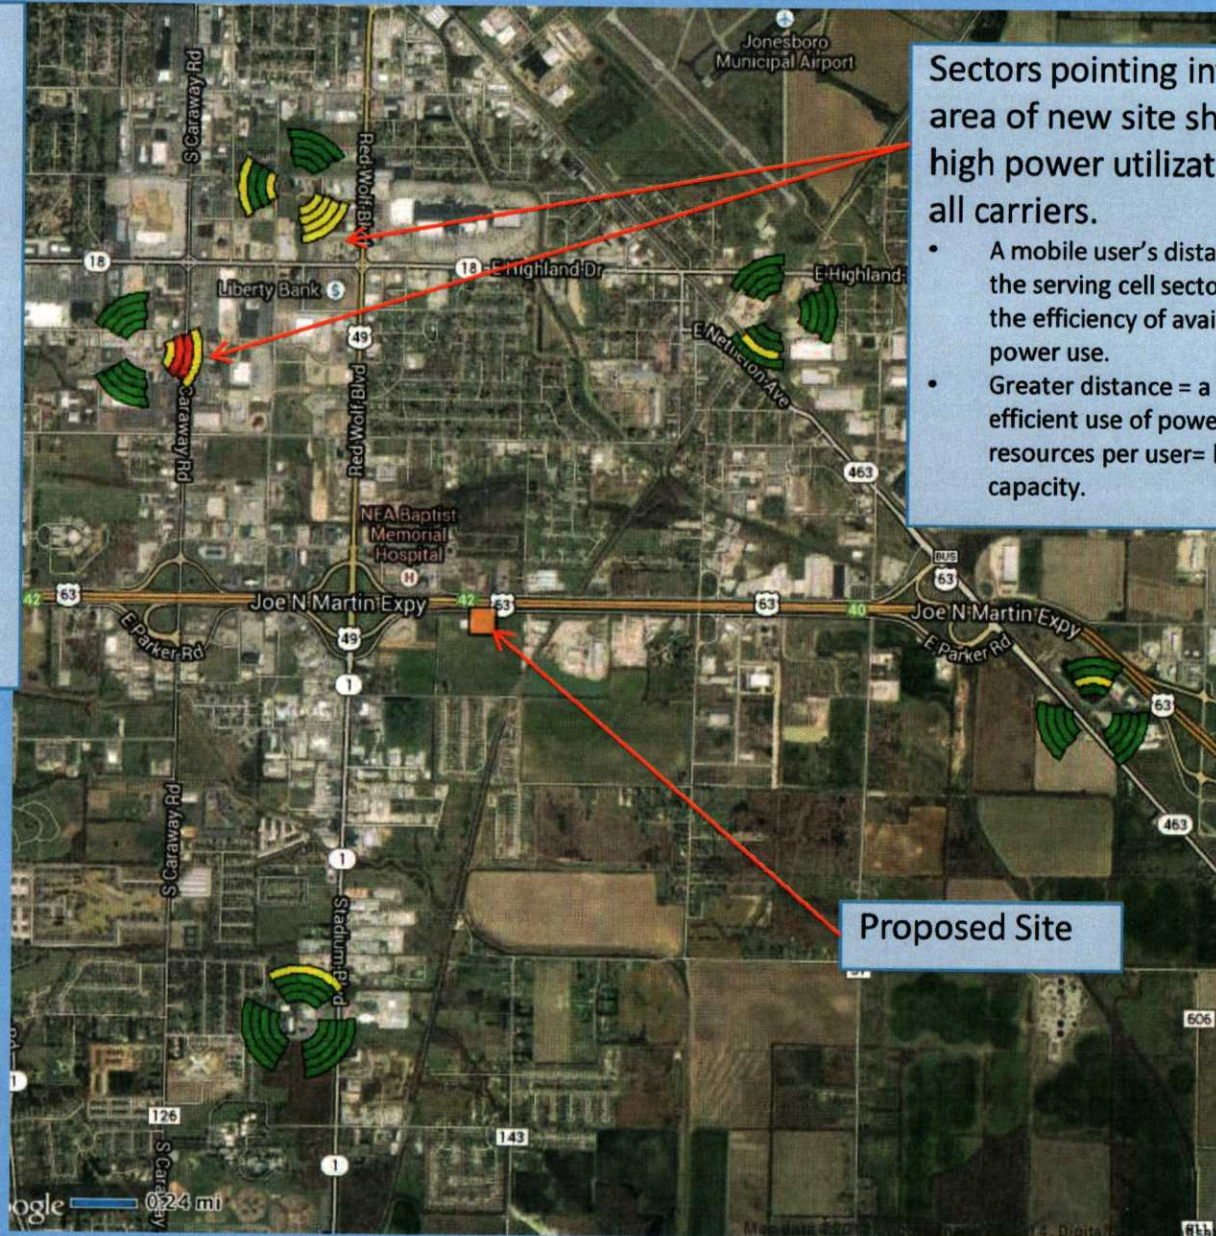 Jonesboro
Municipal Airport
Sectors pointing in
area of new site sh
high power utilizat
all carriers.
• A mobile user's dista
the serving cell secto
the efficiency of avai
power use.
• Greater distance = a
efficient use of powe
resources per user= l
capacity.
S Caraway Rd
Red Wolf Blvd
18
Liberty Bank $
18 E Highland Dr
E Highland
49
E Nettleton Ave
Caraway Rd
Red Wolf Blvd
463
NEA Baptist
Memorial
Hospital
H
BUS
63
42 63
Joe N Martin Expy
42 63
63
40
Joe N Martin Expy
E Parker Rd
49
E Parker Rd
1
63
S Caraway Rd
463
1
Stadium Blvd
Proposed Site
606
1
126
143
1
S Caraway
ogle 0.24 mi